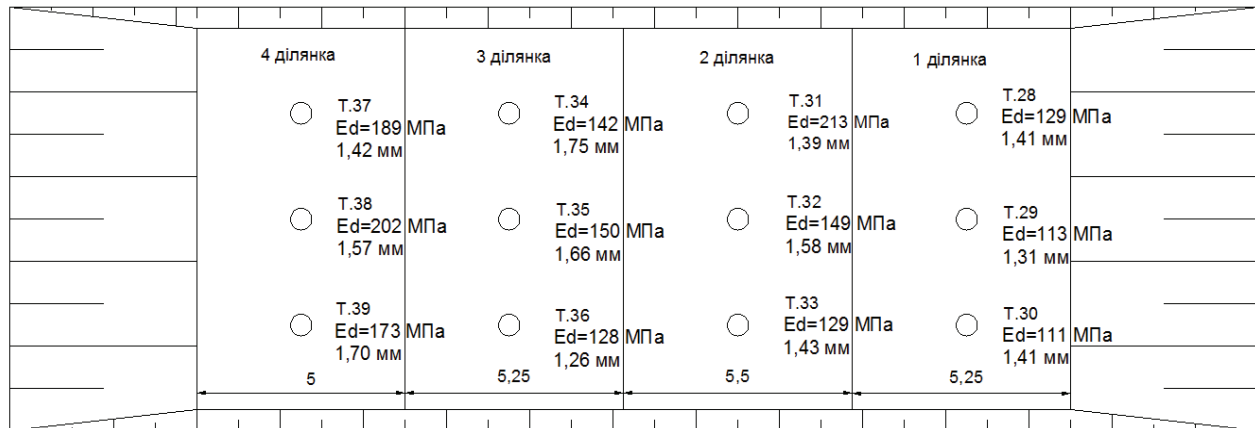 4 ділянка
Т.37
Ed=189 МПа
1,42 мм
Т.38
Ed=202 МПа
1,57 мм
Т.39
Ed=173 МПа
1,70 мм
5
3 ділянка
Т.34
Ed=142 МПа
1,75 мм
Т.35
Ed=150 МПа
1,66 мм
Т.36
Ed=128 МПа
1,26 мм
5,25
2 ділянка
Т.31
Ed=213 МПа
1,39 мм
Т.32
Ed=149 МПа
1,58 мм
Т.33
Ed=129 МПа
1,43 мм
5,5
1 ділянка
Т.28
Ed=129 МПа
1,41 мм
Т.29
Ed=113 МПа
1,31 мм
Т.30
Ed=111 МПа
1,41 мм
5,25